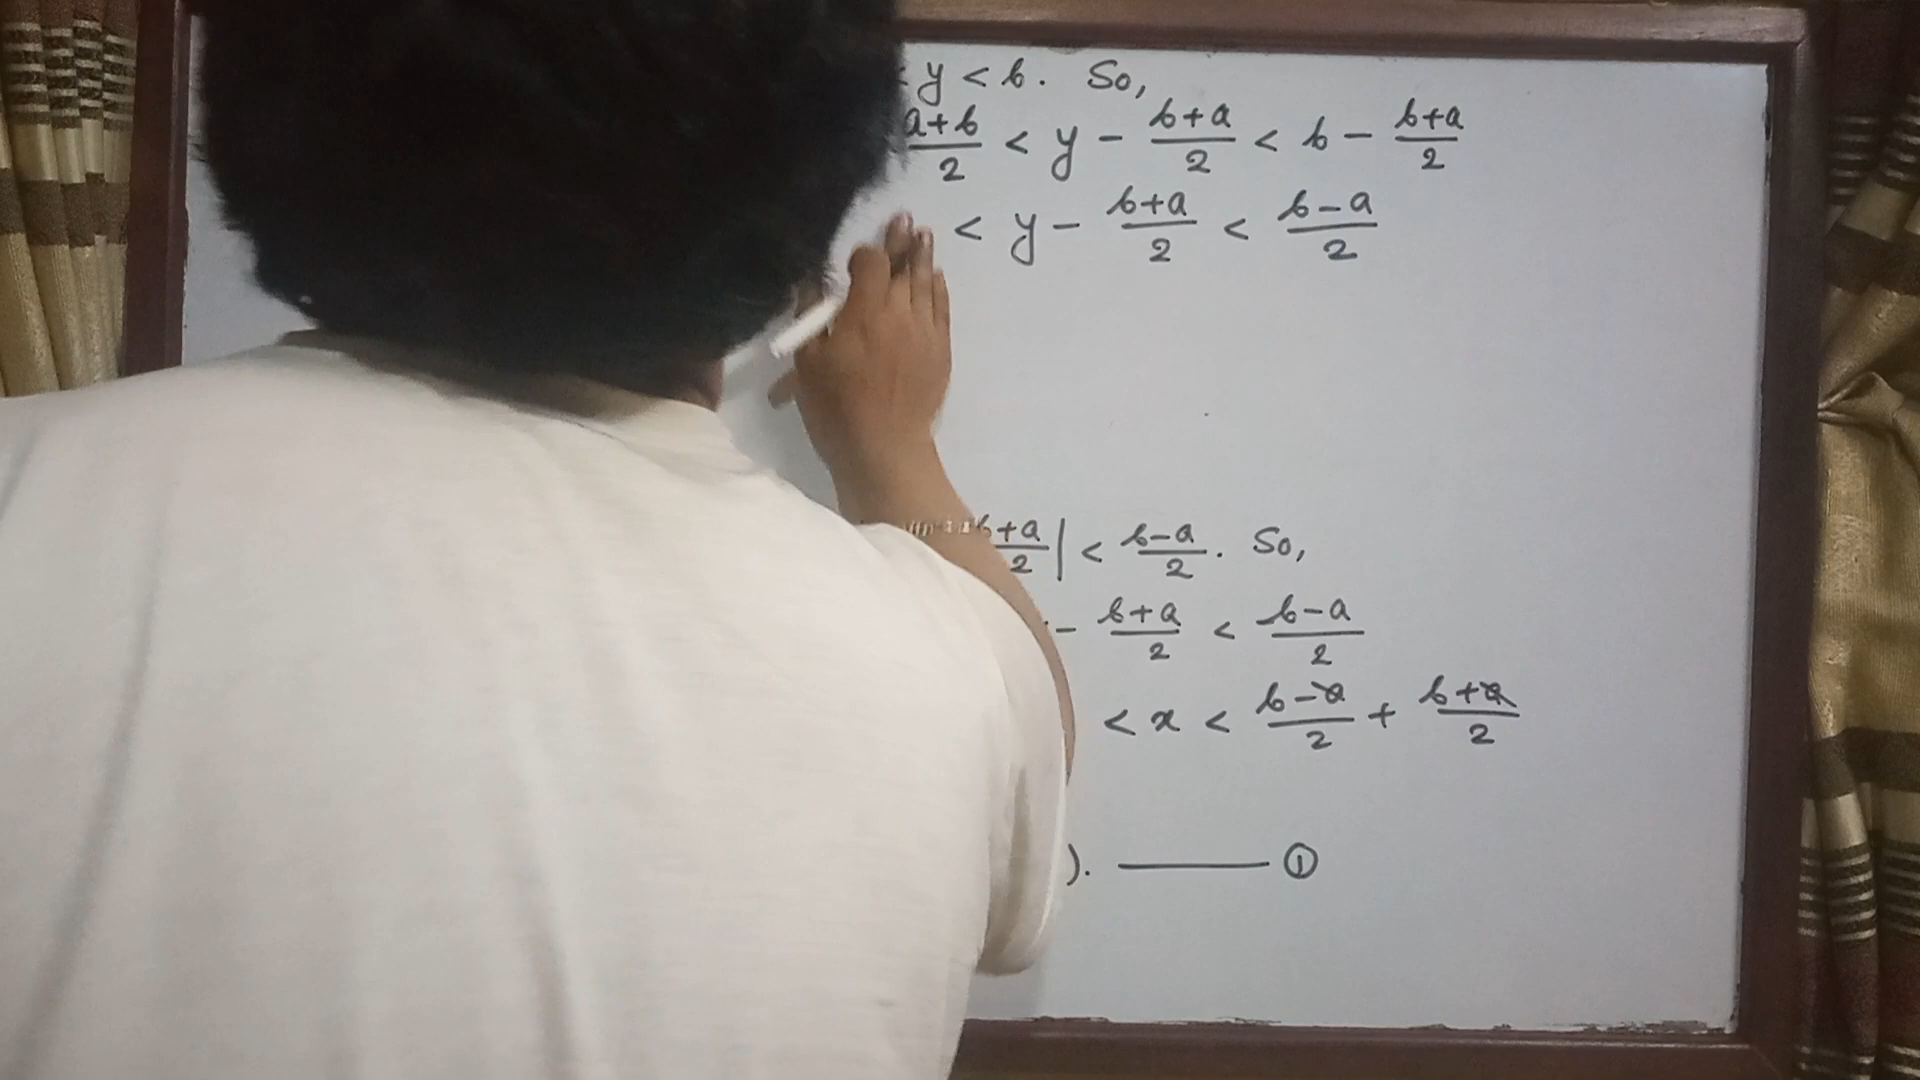 < y < b. So,
a+b/2 < y - b+a/2 < b - b+a/2
< y - b+a/2 < b-a/2
b+a/2 | < b-a/2. So,
- b+a/2 < b-a/2
< x < b-a/2 + b+a/2
). ——— ①